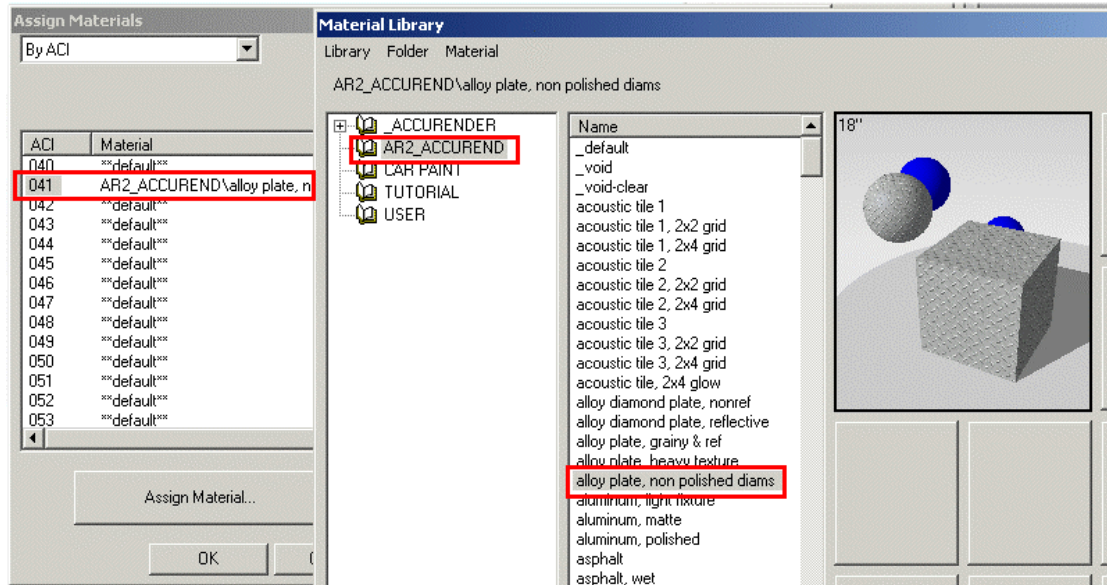 Assign Materials
By ACI
ACI Material
040 **default**
041 AR2_ACCUREND\alloy plate, n
042 **default**
043 **default**
044 **default**
045 **default**
046 **default**
047 **default**
048 **default**
049 **default**
050 **default**
051 **default**
052 **default**
053 **default**
Assign Material...
OK
Material Library
Library Folder Material
AR2_ACCUREND\alloy plate, non polished diams
_ACCURENDER
AR2_ACCUREND
CAR PAINT
TUTORIAL
USER
Name
_default
_void
_void-clear
acoustic tile 1
acoustic tile 1, 2x2 grid
acoustic tile 1, 2x4 grid
acoustic tile 2
acoustic tile 2, 2x2 grid
acoustic tile 2, 2x4 grid
acoustic tile 3
acoustic tile 3, 2x2 grid
acoustic tile 3, 2x4 grid
acoustic tile, 2x4 glow
alloy diamond plate, nonref
alloy diamond plate, reflective
alloy plate, grainy & ref
alloy plate, heavy texture
alloy plate, non polished diams
aluminum, light fixture
aluminum, matte
aluminum, polished
asphalt
asphalt, wet
18"